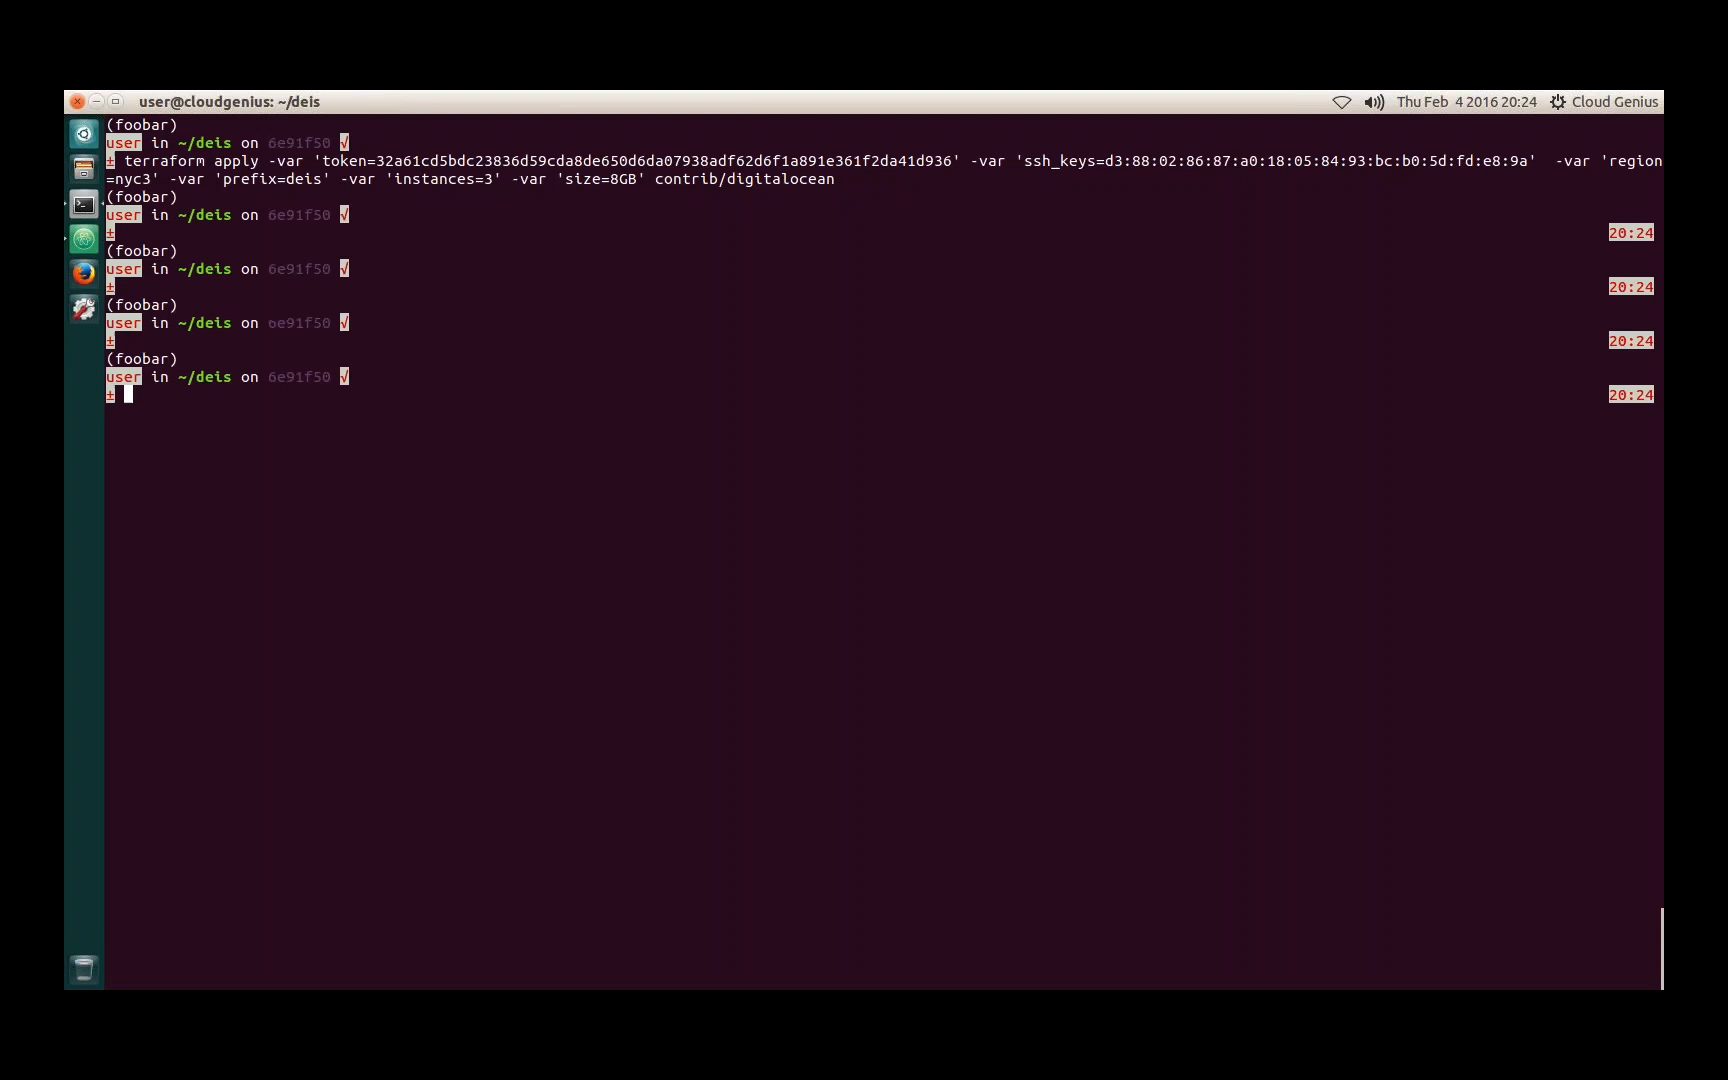 user@cloudgenius: ~/deis
Thu Feb 4 2016 20:24 Cloud Genius
(foobar)
user in ~/deis on 6e91f50 √
± terraform apply -var 'token=32a61cd5bdc23836d59cda8de650d6da07938adf62d6f1a891e361f2da41d936' -var 'ssh_keys=d3:88:02:86:87:a0:18:05:84:93:bc:b0:5d:fd:e8:9a'  -var 'region
=nyc3' -var 'prefix=deis' -var 'instances=3' -var 'size=8GB' contrib/digitalocean
(foobar)
user in ~/deis on 6e91f50 √
± 20:24
(foobar)
user in ~/deis on 6e91f50 √
± 20:24
(foobar)
user in ~/deis on 6e91f50 √
± 20:24
(foobar)
user in ~/deis on 6e91f50 √
± 20:24